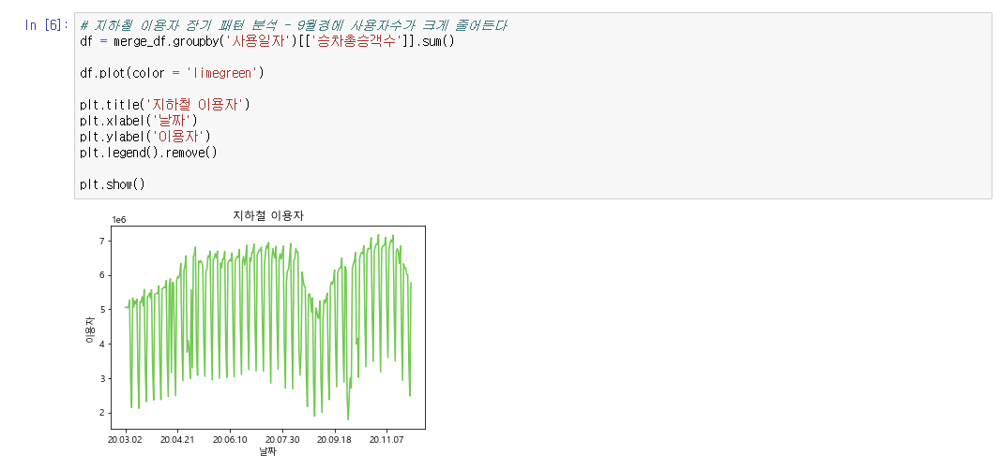 In [6]: # 지하철 이용자 장기 패턴 분석 - 9월경에 사용자수가 크게 줄어든다
df = merge_df.groupby('사용일자')[['승차총승객수']].sum()
df.plot(color = 'limegreen')
plt.title('지하철 이용자')
plt.xlabel('날짜')
plt.ylabel('이용자')
plt.legend().remove()
plt.show()
지하철 이용자
1e6
7
6
5
4
3
2
이용자
20.03.02 20.04.21 20.06.10 20.07.30 20.09.18 20.11.07
날짜